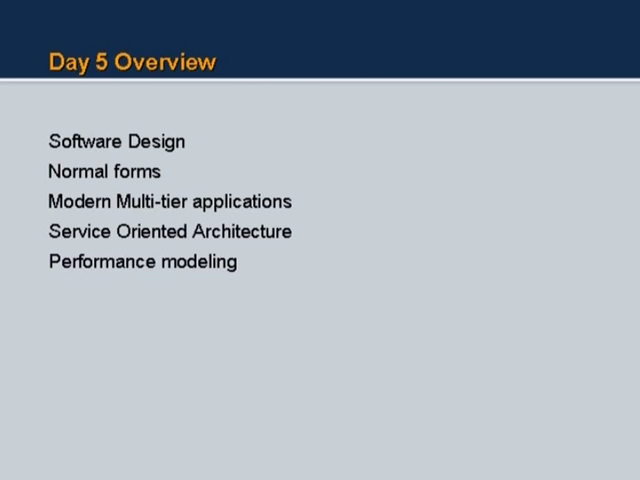 Day 5 Overview
Software Design
Normal forms
Modern Multi-tier applications
Service Oriented Architecture
Performance modeling